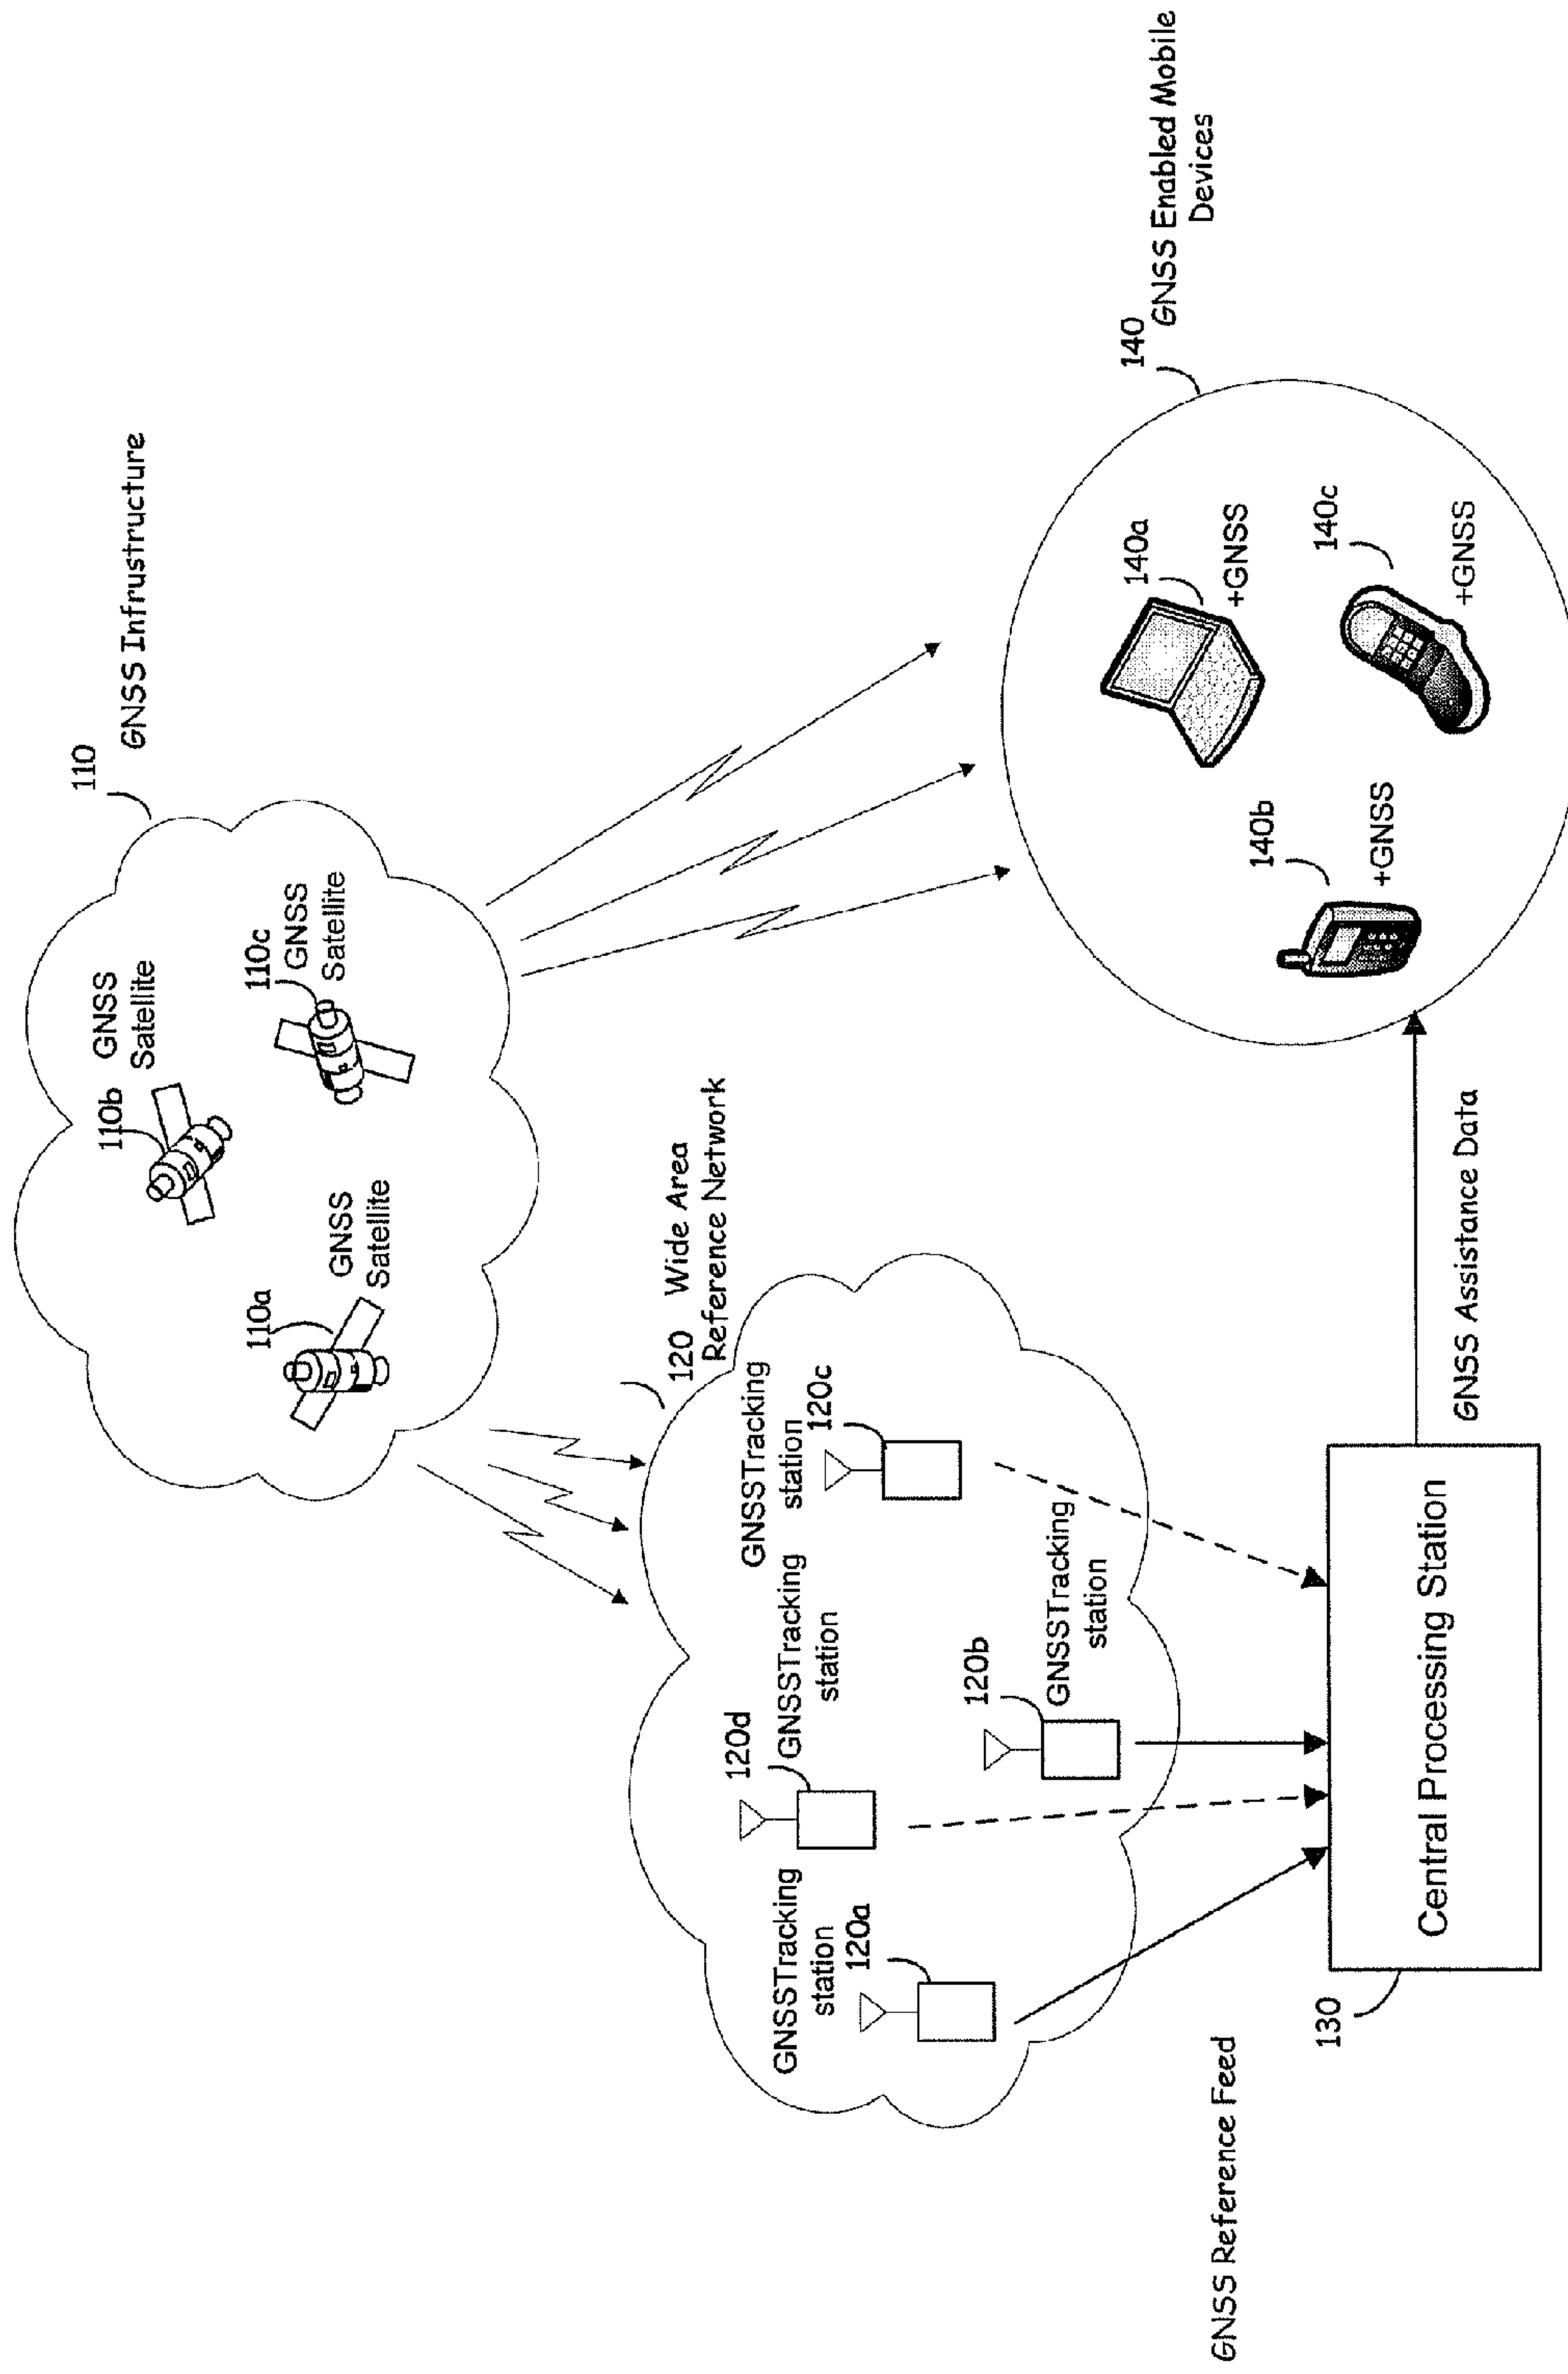 110
GNSS Infrustructure
110b
GNSS
Satellite
110c
GNSS
Satellite
110a
GNSS
Satellite
120 Wide Area
Reference Network
GNSSTracking
station
120c
120d
GNSSTracking
station
GNSSTracking
station
120a
120b
GNSSTracking
station
140
GNSS Enabled Mobile
Devices
140a
+GNSS
140b
+GNSS
140c
+GNSS
GNSS Reference Feed
130
Central Processing Station
GNSS Assistance Data